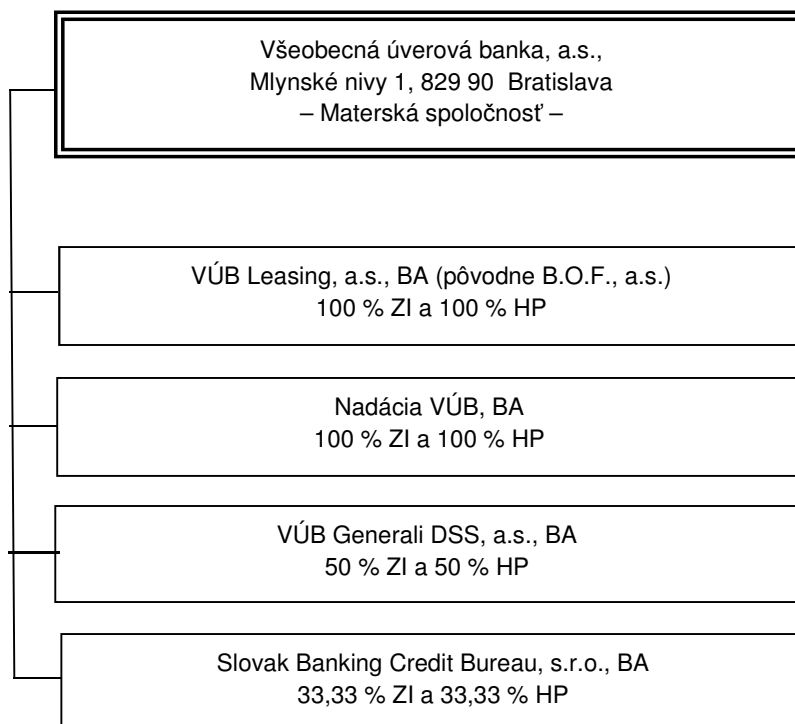 Všeobecná úverová banka, a.s.,
Mlynské nivy 1, 829 90 Bratislava
– Materská spoločnosť –
VÚB Leasing, a.s., BA (pôvodne B.O.F., a.s.)
100 % ZI a 100 % HP
Nadácia VÚB, BA
100 % ZI a 100 % HP
VÚB Generali DSS, a.s., BA
50 % ZI a 50 % HP
Slovak Banking Credit Bureau, s.r.o., BA
33,33 % ZI a 33,33 % HP